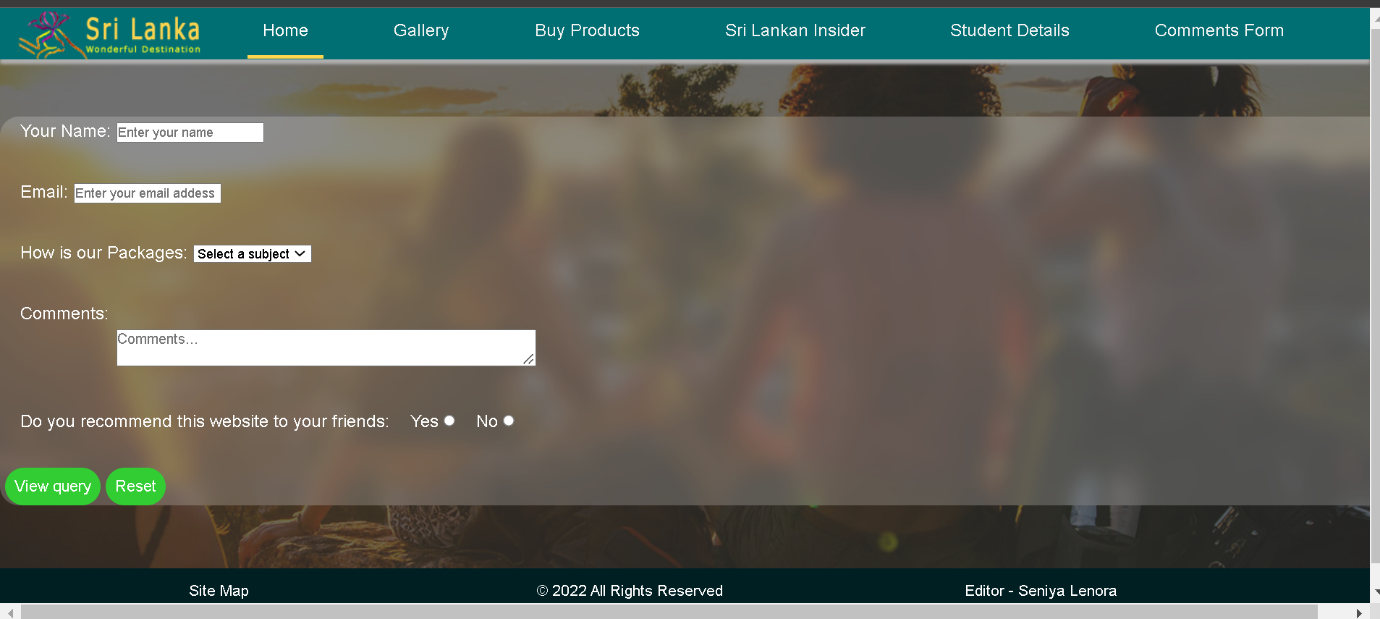 Sri Lanka
Wonderful Destination
Home Gallery Buy Products Sri Lankan Insider Student Details Comments Form
Your Name: Enter your name
Email: Enter your email addess
How is our Packages: Select a subject
Comments:
Comments...
Do you recommend this website to your friends: Yes No
View query Reset
Site Map © 2022 All Rights Reserved Editor - Seniya Lenora